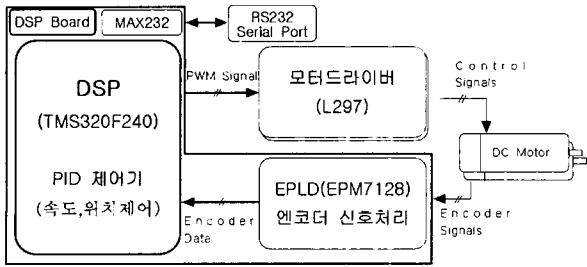 DSP Board
MAX232
RS232
Serial Port
DSP
(TMS320F240)
PID 제어기
(속도,위치제어)
PWM Signal
모터드라이버
(L297)
Control
Signals
DC Motor
EPLD(EPM7128)
엔코더 신호처리
Encoder
Data
Encoder
Signals